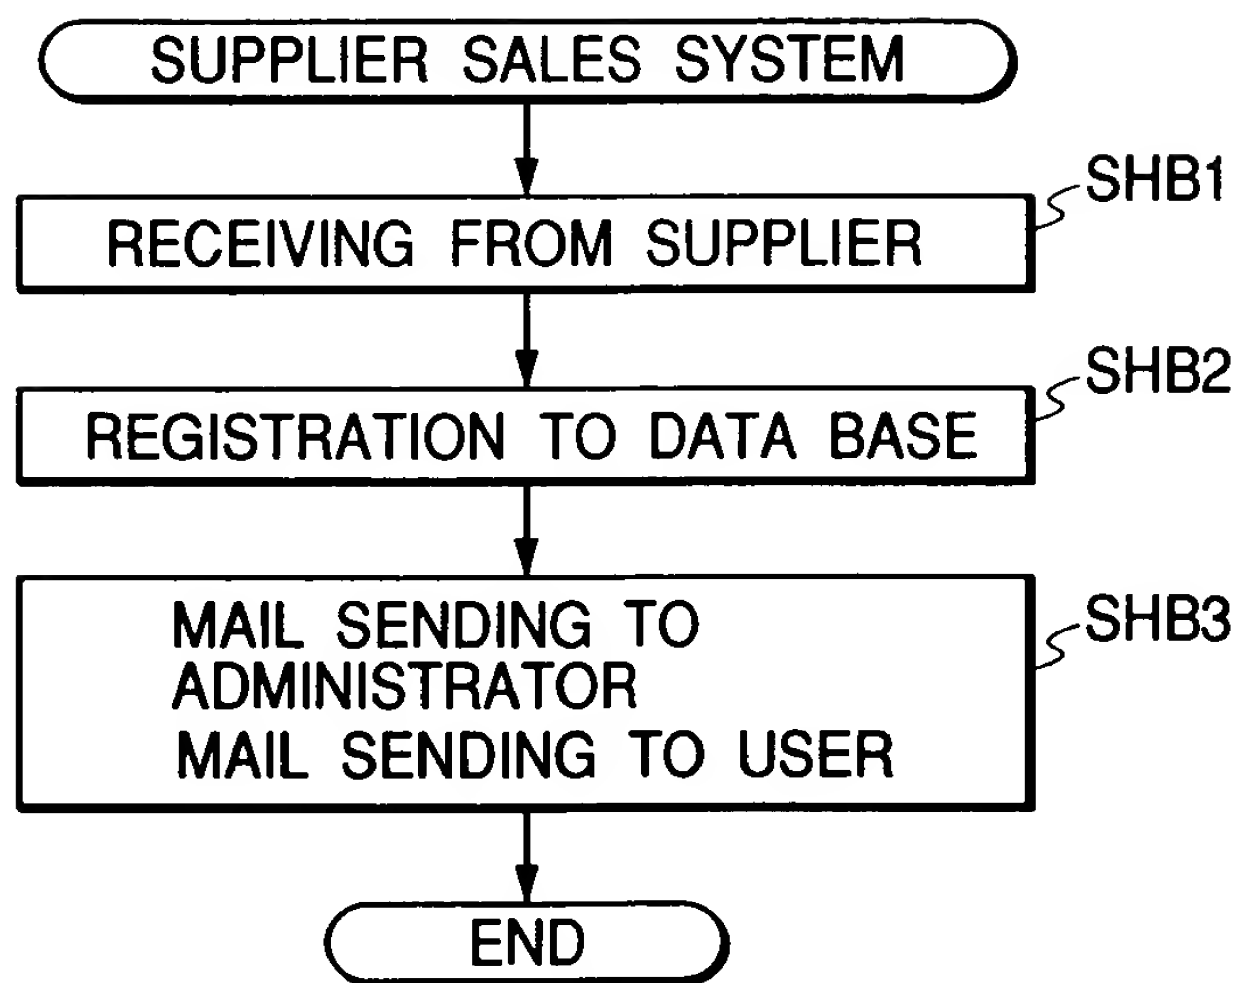 SUPPLIER SALES SYSTEM
SHB1
RECEIVING FROM SUPPLIER
SHB2
REGISTRATION TO DATA BASE
SHB3
MAIL SENDING TO
ADMINISTRATOR
MAIL SENDING TO USER
END